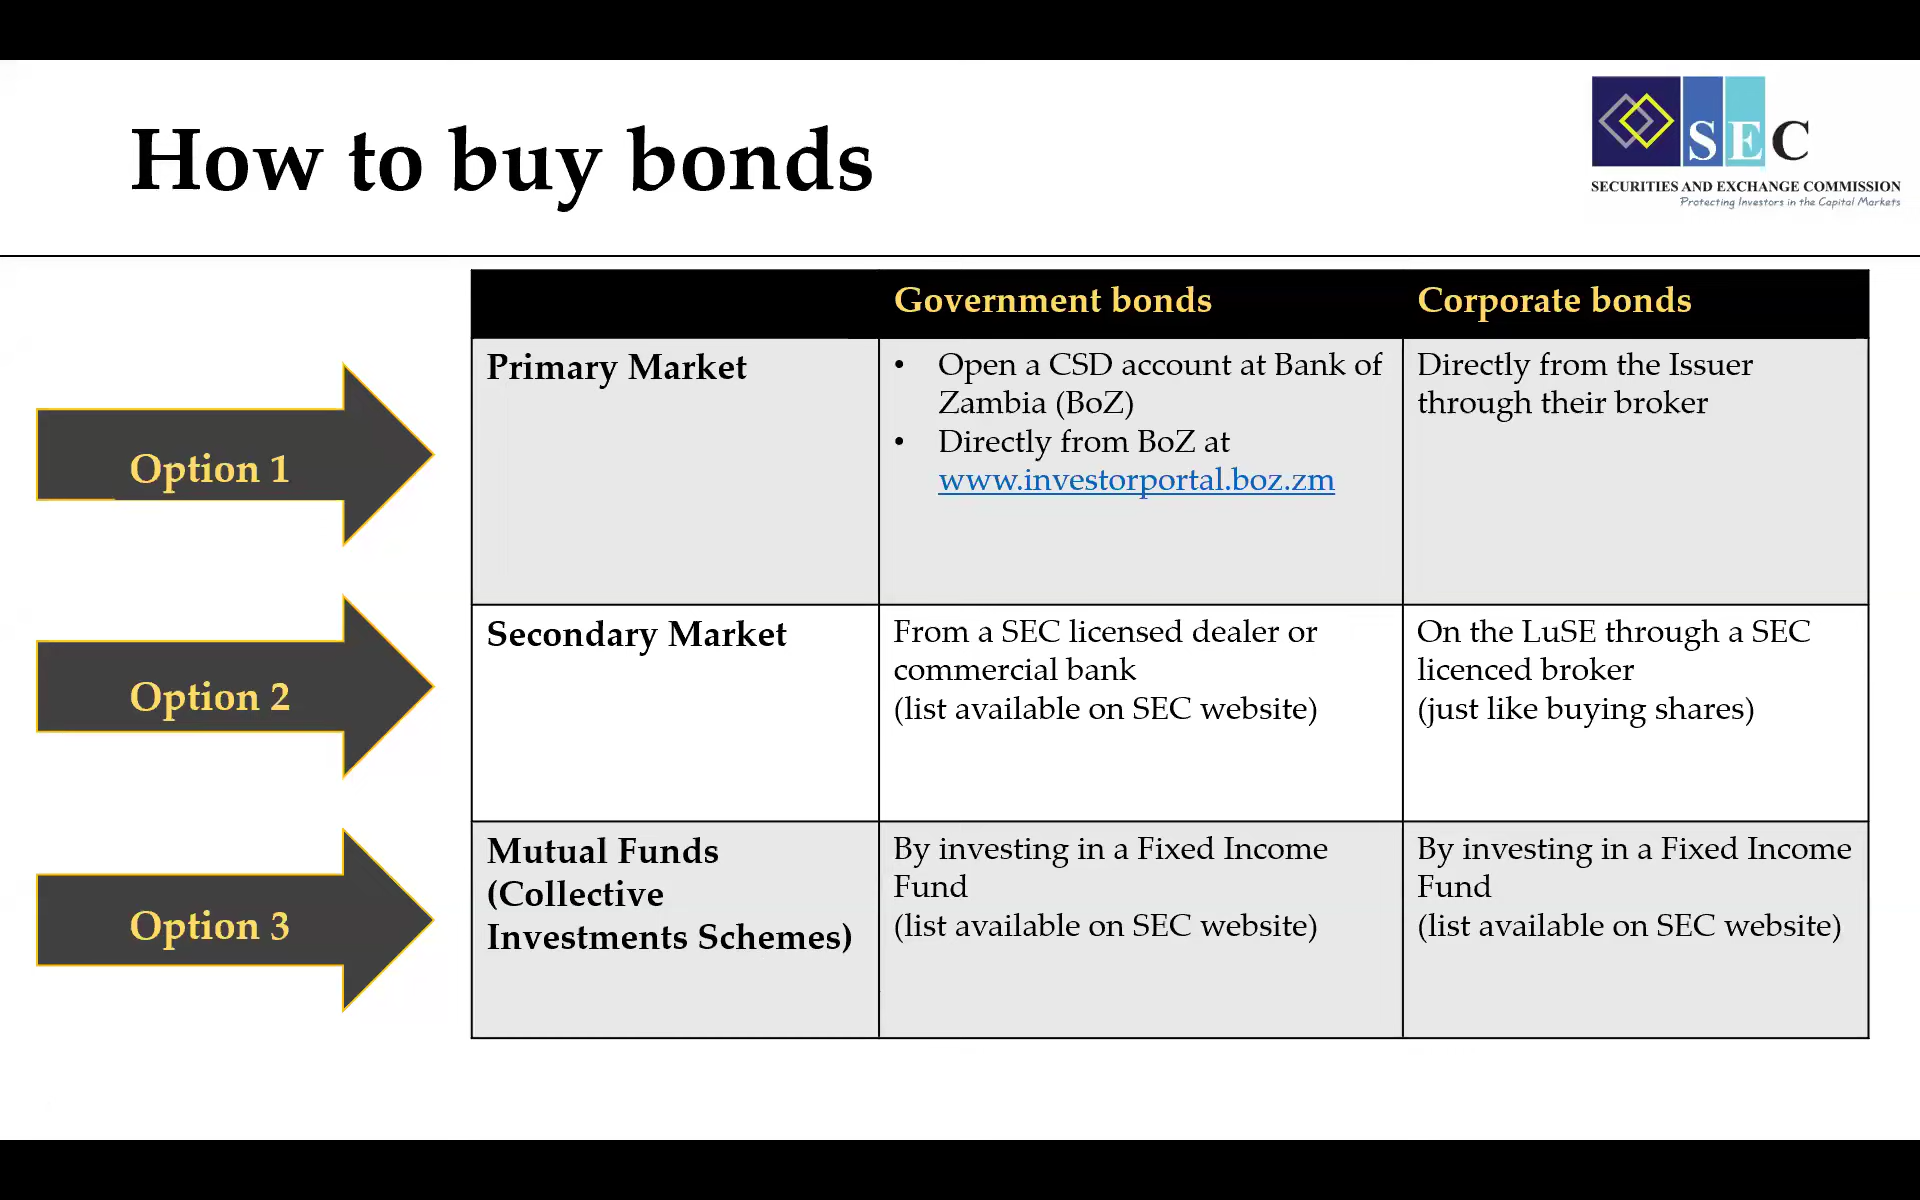 How to buy bonds
SEC
SECURITIES AND EXCHANGE COMMISSION
Protecting Investors in the Capital Markets
Government bonds
Corporate bonds
Option 1
Primary Market
• Open a CSD account at Bank of
Zambia (BoZ)
• Directly from BoZ at
www.investorportal.boz.zm
Directly from the Issuer
through their broker
Option 2
Secondary Market
From a SEC licensed dealer or
commercial bank
(list available on SEC website)
On the LuSE through a SEC
licenced broker
(just like buying shares)
Option 3
Mutual Funds
(Collective
Investments Schemes)
By investing in a Fixed Income
Fund
(list available on SEC website)
By investing in a Fixed Income
Fund
(list available on SEC website)